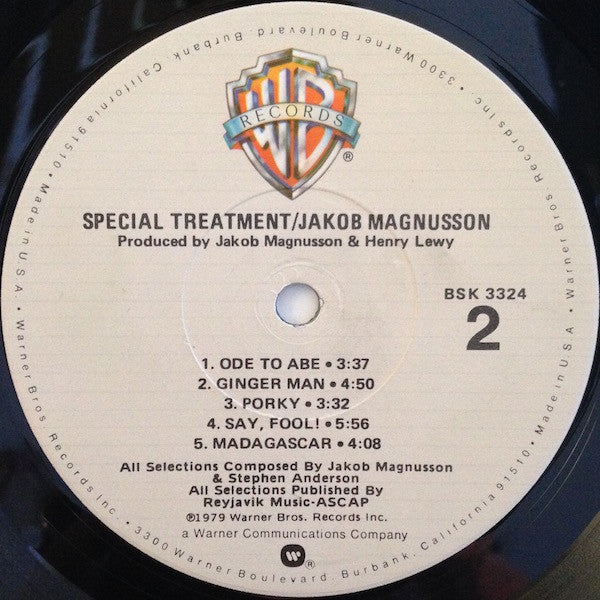 WB
RECORDS
®
SPECIAL TREATMENT/JAKOB MAGNUSSON
Produced by Jakob Magnusson & Henry Lewy
BSK 3324
2
1. ODE TO ABE • 3:37
2. GINGER MAN • 4:50
3. PORKY • 3:32
4. SAY, FOOL! • 5:56
5. MADAGASCAR • 4:08
All Selections Composed By Jakob Magnusson
& Stephen Anderson
All Selections Published By
Reyjavik Music-ASCAP
℗1979 Warner Bros. Records Inc.
a Warner Communications Company
Warner Bros. Records Inc. • 3300 Warner Boulevard, Burbank, California 91510 • Made in U.S.A. •
Warner Bros. Records Inc. • 3300 Warner Boulevard, Burbank, California 91510 • Made in U.S.A. •